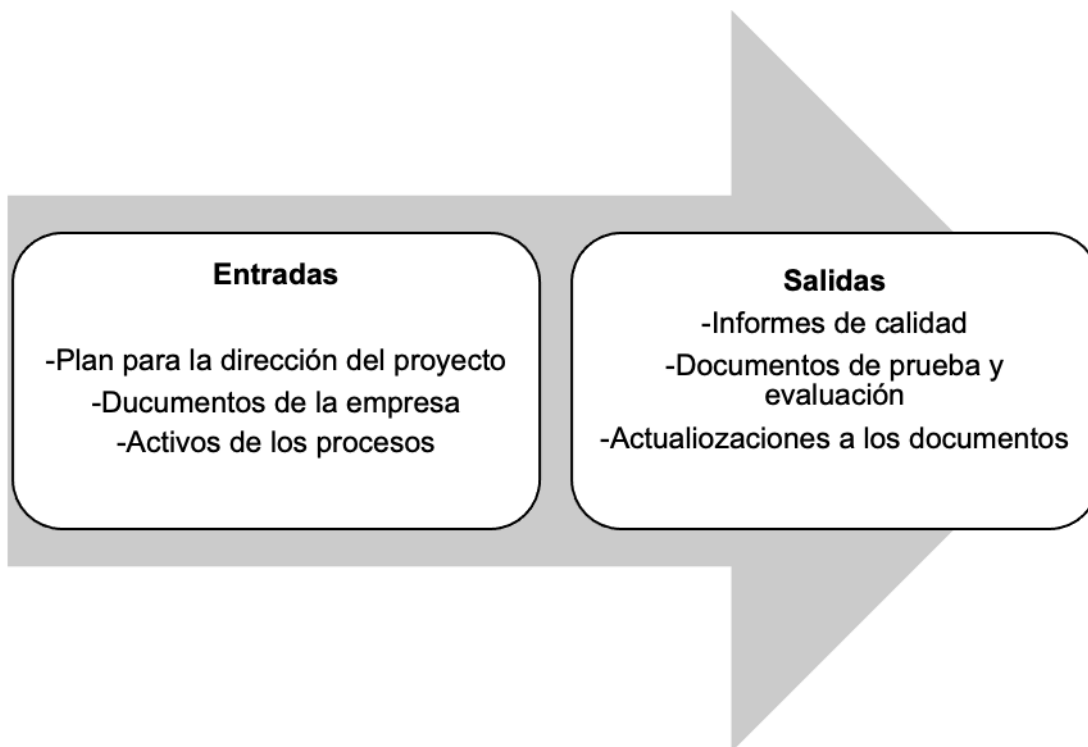 Entradas
-Plan para la dirección del proyecto
-Ducumentos de la empresa
-Activos de los procesos
Salidas
-Informes de calidad
-Documentos de prueba y
evaluación
-Actualiozaciones a los documentos